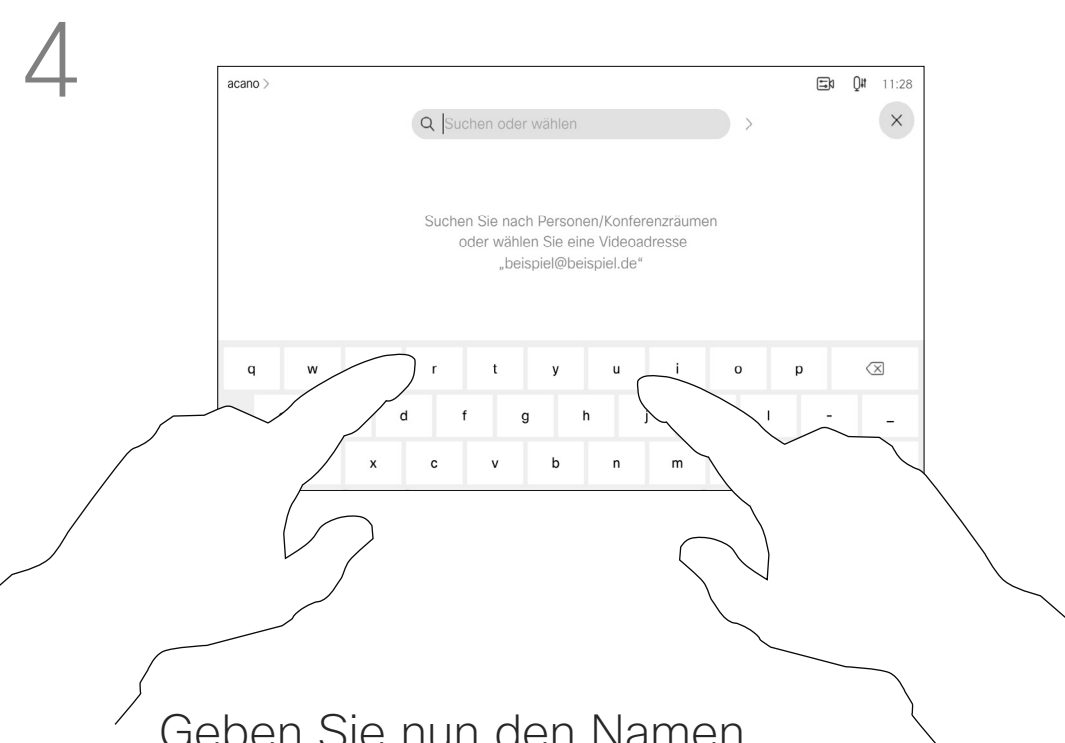 4
acano > 11:28
Suchen oder wählen >
Suchen Sie nach Personen/Konferenzräumen
oder wählen Sie eine Videoadresse
„beispiel@beispiel.de“
q w r t y u i o p
d f g h j l - _
x c v b n m
Geben Sie nun den Namen